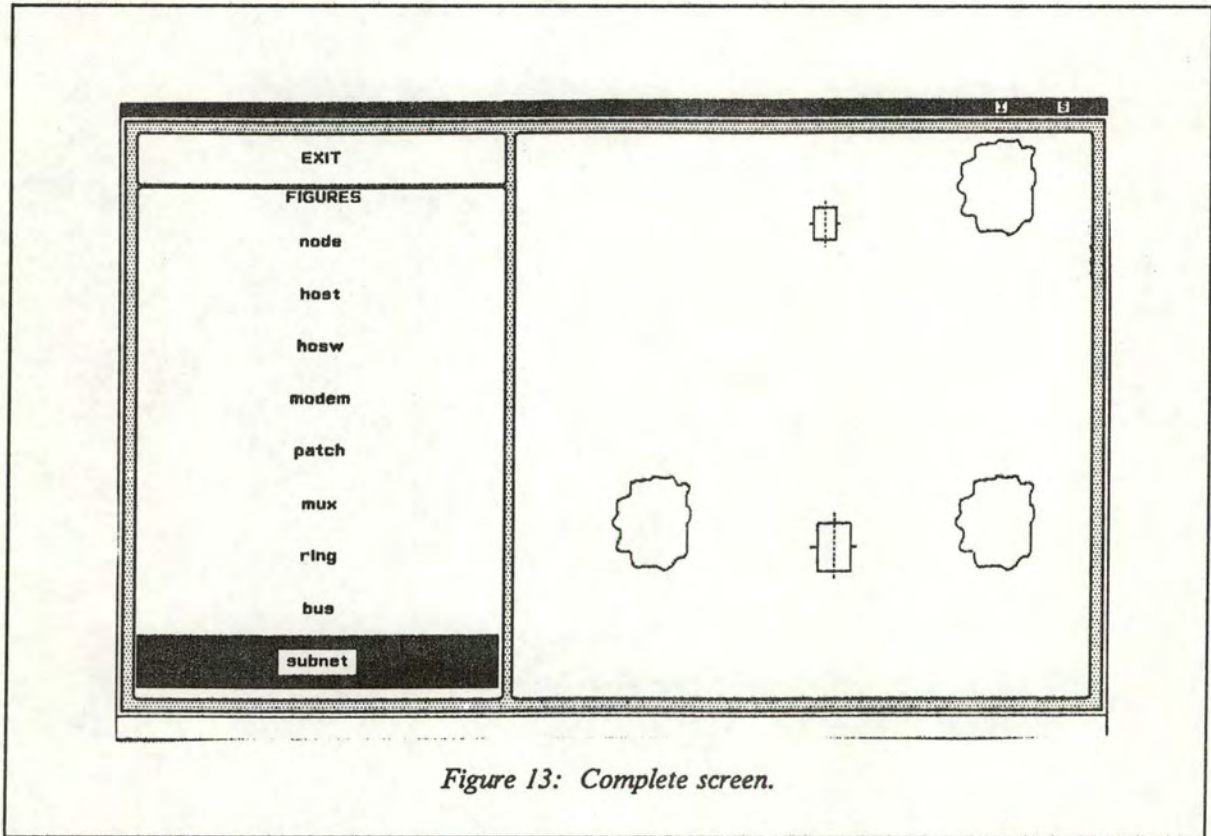 I S
EXIT
FIGURES
node
host
hosw
modem
patch
mux
ring
bus
subnet
Figure 13: Complete screen.